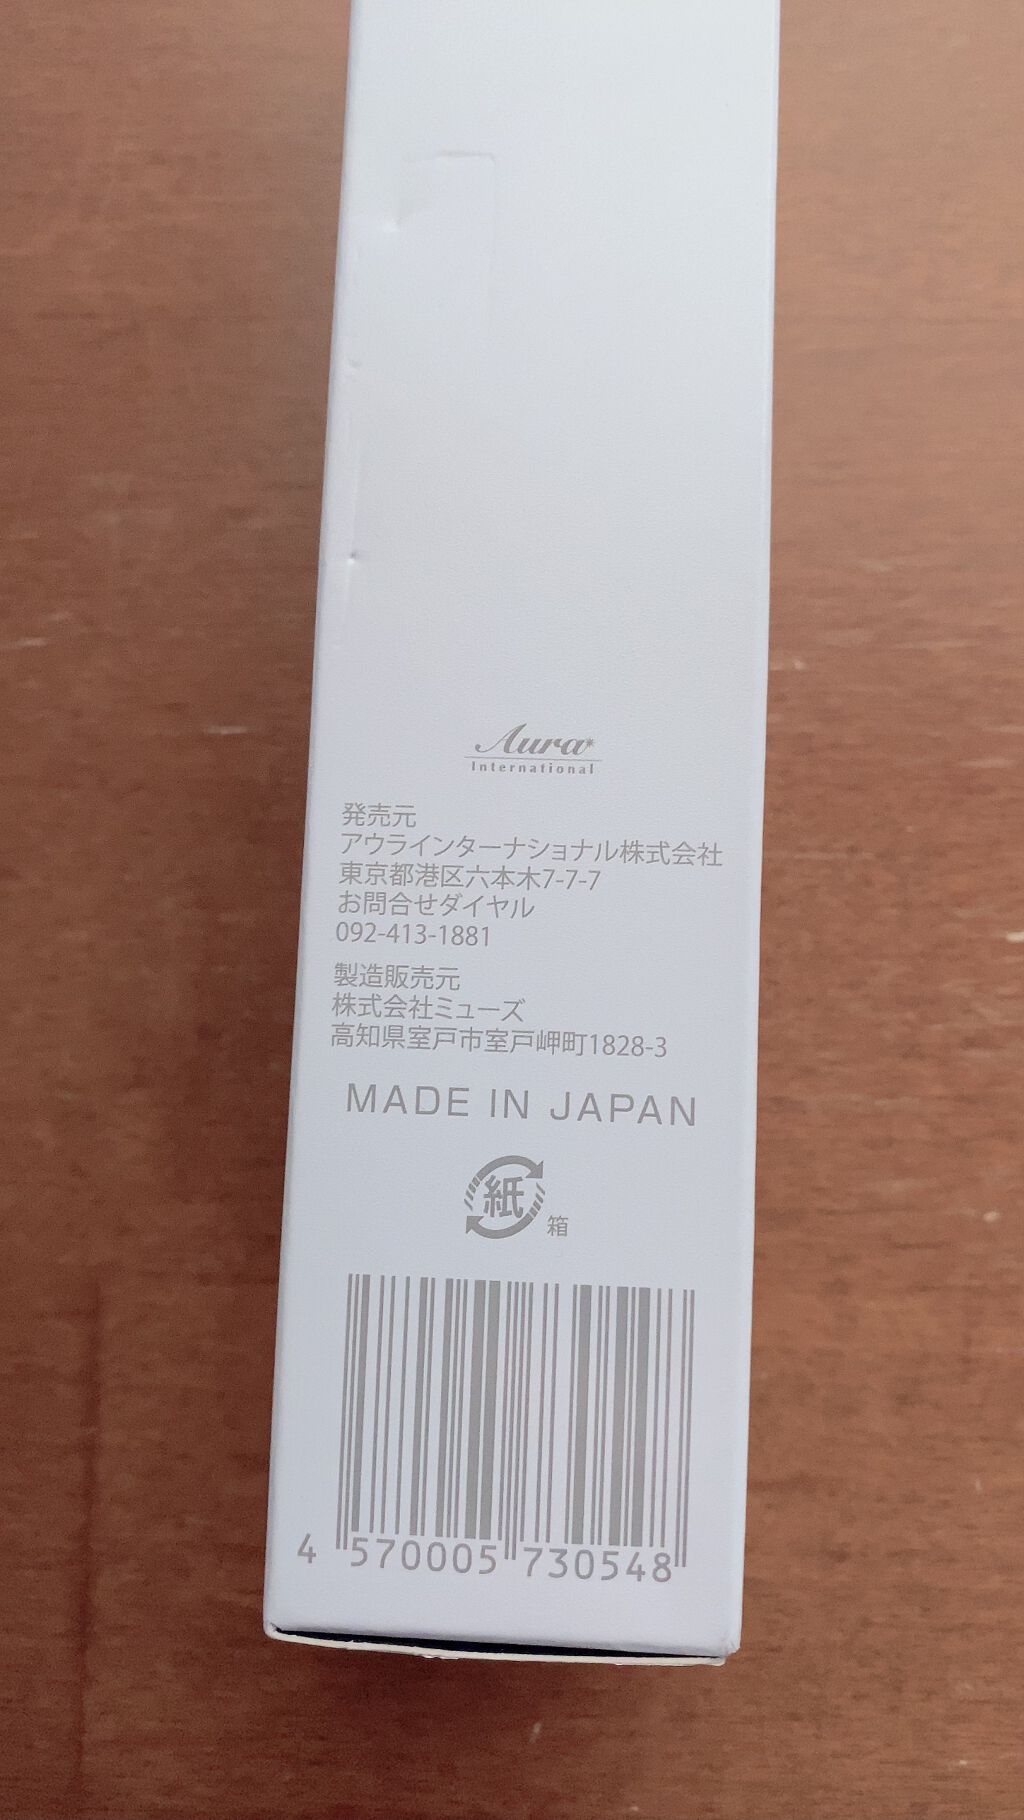 Aura*
International
発売元
アウラインターナショナル株式会社
東京都港区六本木7-7-7
お問合せダイヤル
092-413-1881
製造販売元
株式会社ミューズ
高知県室戸市室戸岬町1828-3
MADE IN JAPAN
紙
箱
4 570005 730548